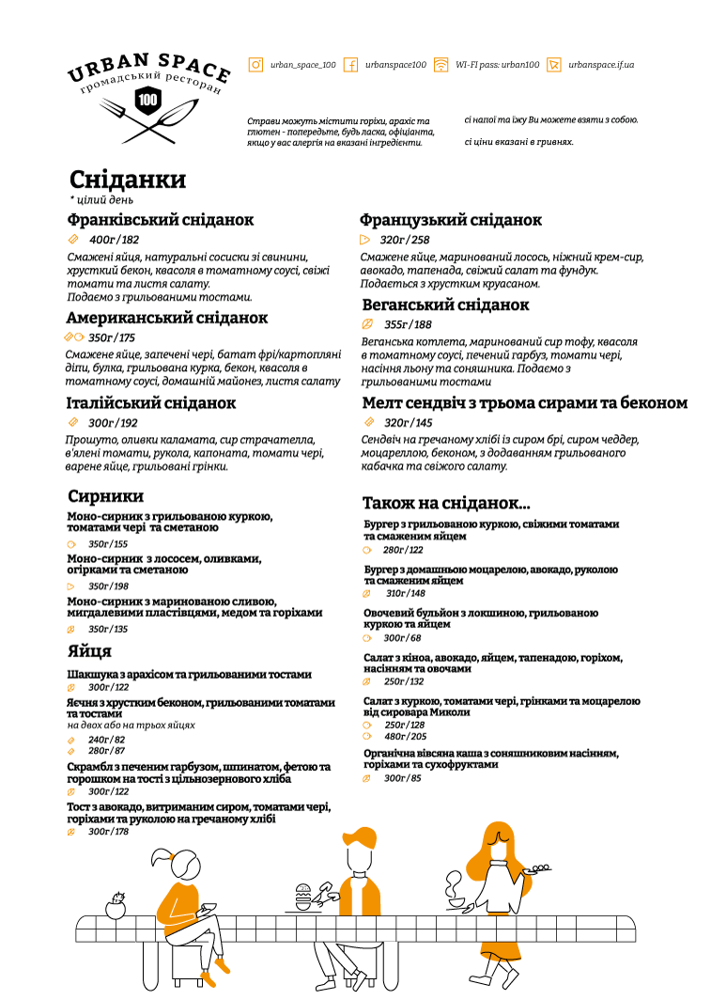 URBAN SPACE
громадський ресторан
100
urban_space_100
urbanspace100
WI-FI pass: urban100
urbanspace.if.ua
Страви можуть містити горіхи, арахіс та
глютен - попередьте, будь ласка, офіціанта,
якщо у вас алергія на вказані інгредієнти.
сі напої та їжу Ви можете взяти з собою.
сі ціни вказані в гривнях.
Сніданки
* цілий день
Франківський сніданок
400г/182
Смажені яйця, натуральні сосиски зі свинини,
хрусткий бекон, квасоля в томатному соусі, свіжі
томати та листя салату.
Подаємо з грильованими тостами.
Американський сніданок
350г/175
Смажене яйце, запечені чері, батат фрі/картопляні
діпи, булка, грильована курка, бекон, квасоля в
томатному соусі, домашній майонез, листя салату
Італійський сніданок
300г/192
Прошуто, оливки каламата, сир страчателла,
в'ялені томати, рукола, капоната, томати чері,
варене яйце, грильовані грінки.
Сирники
Моно-сирник з грильованою куркою,
томатами чері та сметаною
350г/155
Моно-сирник з лососем, оливками,
огірками та сметаною
350г/198
Моно-сирник з маринованою сливою,
мигдалевими пластівцями, медом та горіхами
350г/135
Яйця
Шакшука з арахісом та грильованими тостами
300г/122
Яєчня з хрустким беконом, грильованими томатами
та тостами
на двох або на трьох яйцях
240г/82
280г/87
Скрамбл з печеним гарбузом, шпинатом, фетою та
горошком на тості з цільнозернового хліба
300г/122
Тост з авокадо, витриманим сиром, томатами чері,
горіхами та руколою на гречаному хлібі
300г/178
Французький сніданок
320г/258
Смажене яйце, маринований лосось, ніжний крем-сир,
авокадо, тапенада, свіжий салат та фундук.
Подається з хрустким круасаном.
Веганський сніданок
355г/188
Веганська котлета, маринований сир тофу, квасоля
в томатному соусі, печений гарбуз, томати чері,
насіння льону та соняшника. Подаємо з
грильованими тостами
Мелт сендвіч з трьома сирами та беконом
320г/145
Сендвіч на гречаному хлібі із сиром брі, сиром чеддер,
моцареллою, беконом, з додаванням грильованого
кабачка та свіжого салату.
Також на сніданок...
Бургер з грильованою куркою, свіжими томатами
та смаженим яйцем
280г/122
Бургер з домашньою моцарелою, авокадо, руколою
та смаженим яйцем
310г/148
Овочевий бульйон з локшиною, грильованою
куркою та яйцем
300г/68
Салат з кіноа, авокадо, яйцем, тапенадою, горіхом,
насінням та овочами
250г/132
Салат з куркою, томатами чері, грінками та моцарелою
від сировара Миколи
250г/128
480г/205
Органічна вівсяна каша з соняшниковим насінням,
горіхами та сухофруктами
300г/85